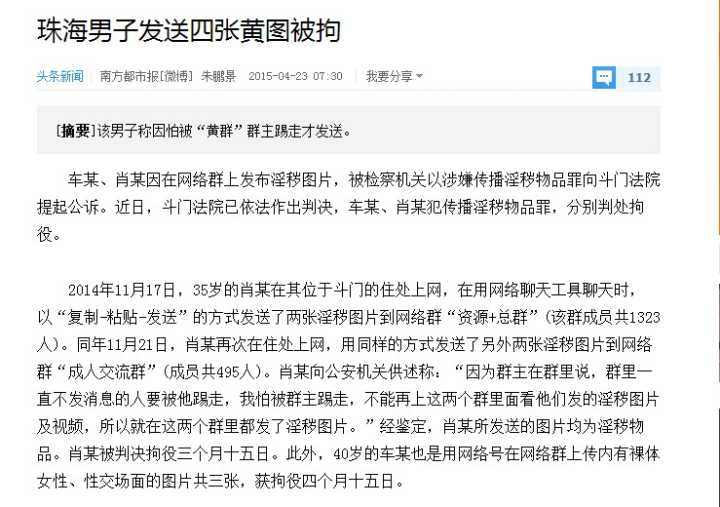 珠海男子发送四张黄图被拘
头条新闻 南方都市报[微博] 朱鹏景 2015-04-23 07:30 我要分享 112
[摘要]该男子称因怕被“黄群”群主踢走才发送。
车某、肖某因在网络群上发布淫秽图片，被检察机关以涉嫌传播淫秽物品罪向斗门法院
提起公诉。近日，斗门法院已依法作出判决，车某、肖某犯传播淫秽物品罪，分别判处拘
役。
2014年11月17日，35岁的肖某在其位于斗门的住处上网，在用网络聊天工具聊天时，
以“复制-粘贴-发送”的方式发送了两张淫秽图片到网络群“资源+总群”(该群成员共1323
人)。同年11月21日，肖某再次在住处上网，用同样的方式发送了另外两张淫秽图片到网络
群“成人交流群”(成员共495人)。肖某向公安机关供述称：“因为群主在群里说，群里一
直不发消息的人要被他踢走，我怕被群主踢走，不能再上这两个群里面看他们发的淫秽图片
及视频，所以就在这两个群里都发了淫秽图片。”经鉴定，肖某所发送的图片均为淫秽物
品。肖某被判决拘役三个月十五日。此外，40岁的车某也是用网络号在网络群上传内有裸体
女性、性交场面的图片共三张，获拘役四个月十五日。